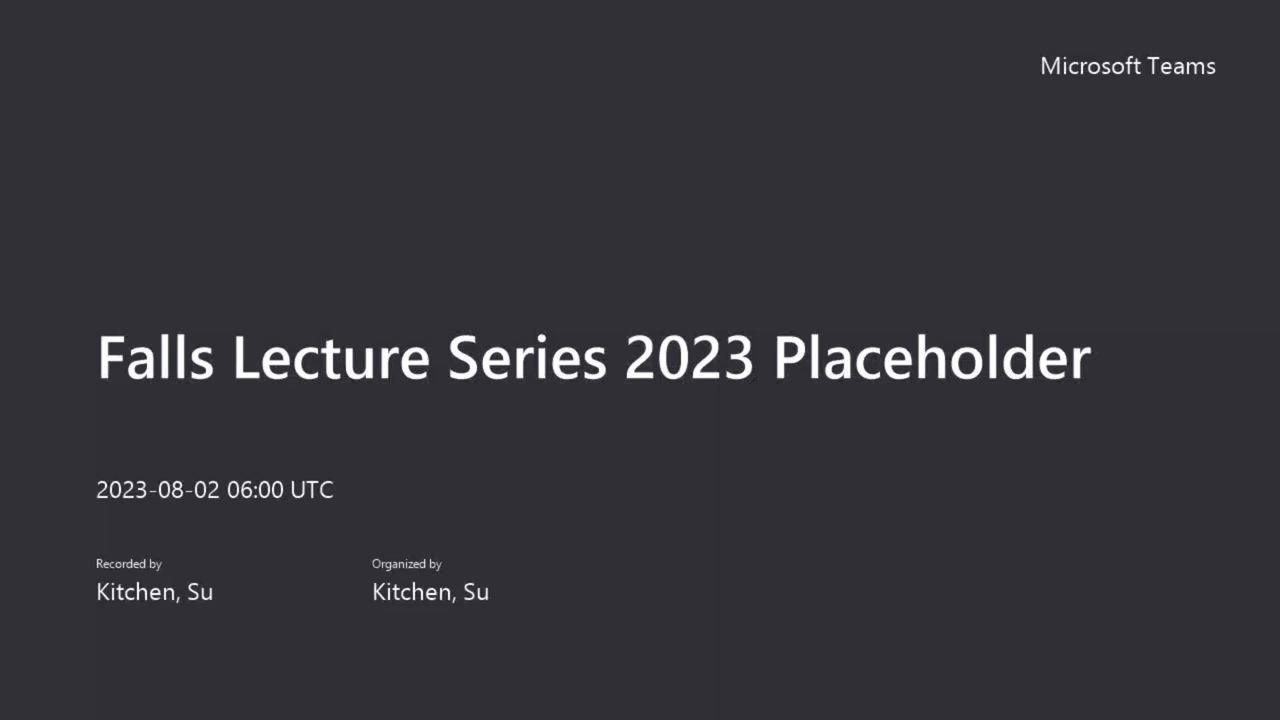 Microsoft Teams
Falls Lecture Series 2023 Placeholder
2023-08-02 06:00 UTC
Recorded by
Kitchen, Su
Organized by
Kitchen, Su